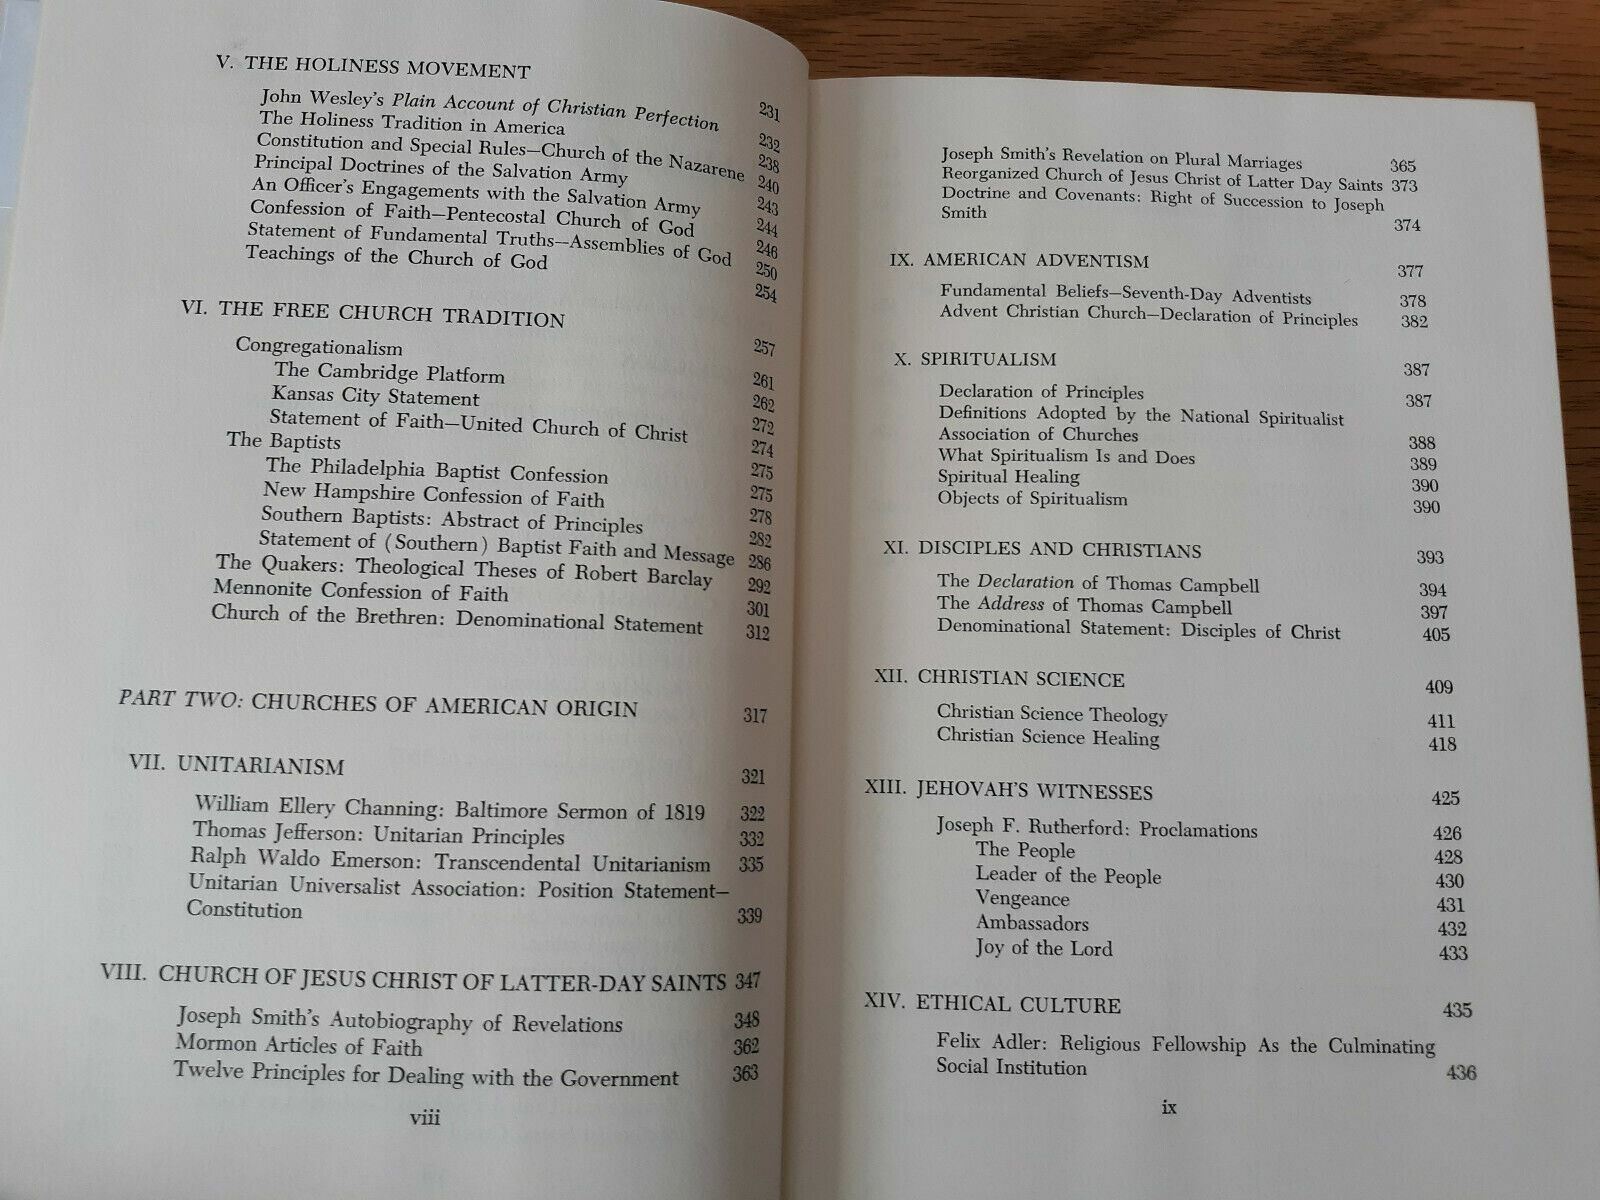 V. THE HOLINESS MOVEMENT 231
John Wesley's Plain Account of Christian Perfection 232
The Holiness Tradition in America 238
Constitution and Special Rules—Church of the Nazarene 240
Principal Doctrines of the Salvation Army 243
An Officer's Engagements with the Salvation Army 244
Confession of Faith—Pentecostal Church of God 246
Statement of Fundamental Truths—Assemblies of God 250
Teachings of the Church of God 254
VI. THE FREE CHURCH TRADITION 257
Congregationalism 261
The Cambridge Platform 262
Kansas City Statement 272
Statement of Faith—United Church of Christ 274
The Baptists 275
The Philadelphia Baptist Confession 275
New Hampshire Confession of Faith 278
Southern Baptists: Abstract of Principles 282
Statement of (Southern) Baptist Faith and Message 286
The Quakers: Theological Theses of Robert Barclay 292
Mennonite Confession of Faith 301
Church of the Brethren: Denominational Statement 312
PART TWO: CHURCHES OF AMERICAN ORIGIN 317
VII. UNITARIANISM 321
William Ellery Channing: Baltimore Sermon of 1819 322
Thomas Jefferson: Unitarian Principles 332
Ralph Waldo Emerson: Transcendental Unitarianism 335
Unitarian Universalist Association: Position Statement—
Constitution 339
VIII. CHURCH OF JESUS CHRIST OF LATTER-DAY SAINTS 347
Joseph Smith's Autobiography of Revelations 348
Mormon Articles of Faith 362
Twelve Principles for Dealing with the Government 363
viii
Joseph Smith's Revelation on Plural Marriages 365
Reorganized Church of Jesus Christ of Latter Day Saints 373
Doctrine and Covenants: Right of Succession to Joseph
Smith 374
IX. AMERICAN ADVENTISM 377
Fundamental Beliefs—Seventh-Day Adventists 378
Advent Christian Church—Declaration of Principles 382
X. SPIRITUALISM 387
Declaration of Principles 387
Definitions Adopted by the National Spiritualist
Association of Churches 388
What Spiritualism Is and Does 389
Spiritual Healing 390
Objects of Spiritualism 390
XI. DISCIPLES AND CHRISTIANS 393
The Declaration of Thomas Campbell 394
The Address of Thomas Campbell 397
Denominational Statement: Disciples of Christ 405
XII. CHRISTIAN SCIENCE 409
Christian Science Theology 411
Christian Science Healing 418
XIII. JEHOVAH'S WITNESSES 425
Joseph F. Rutherford: Proclamations 426
The People 428
Leader of the People 430
Vengeance 431
Ambassadors 432
Joy of the Lord 433
XIV. ETHICAL CULTURE 435
Felix Adler: Religious Fellowship As the Culminating
Social Institution 436
ix